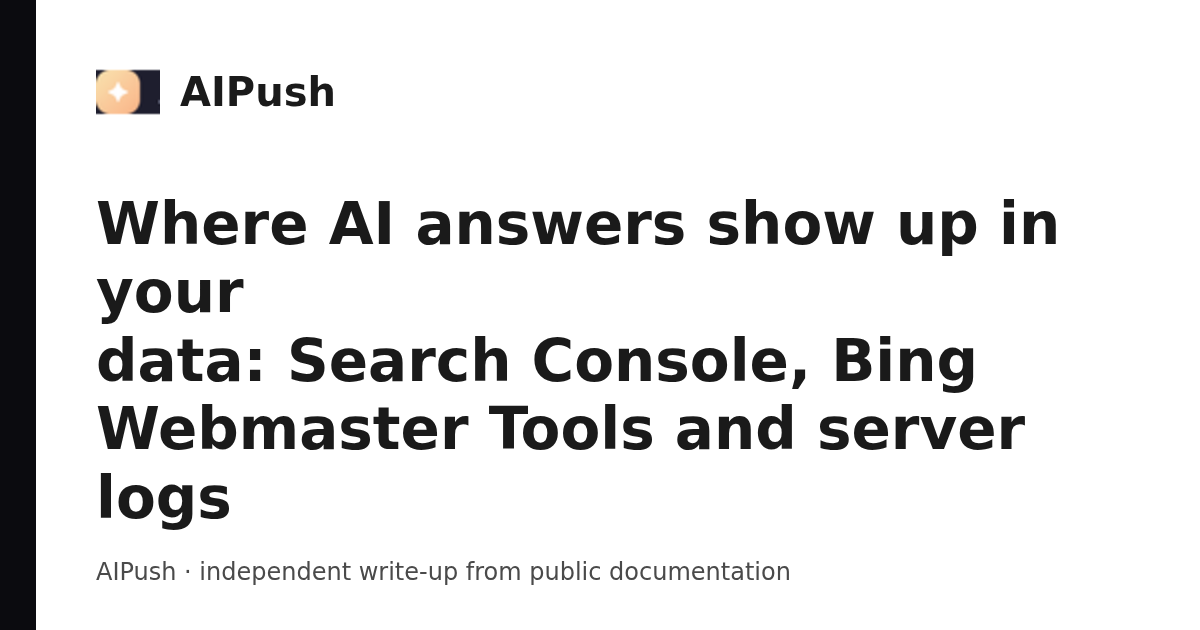 AIPush
Where AI answers show up in
your
data: Search Console, Bing
Webmaster Tools and server
logs
AIPush · independent write-up from public documentation